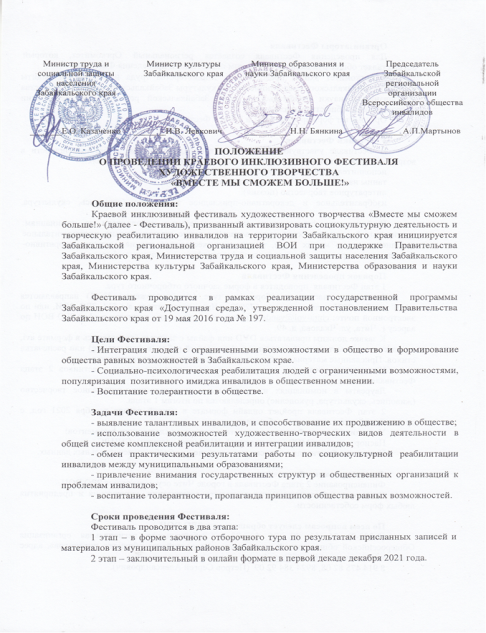 Министр труда и социальной защиты населения Забайкальского края
Министр культуры Забайкальского края
Министр образования и науки Забайкальского края
Председатель Забайкальской региональной организации Всероссийского общества инвалидов
Е.О. Казаченко
И.В. Левкович
Н.Н. Бянкина
А.П.Мартынов
ПОЛОЖЕНИЕ
О ПРОВЕДЕНИИ КРАЕВОГО ИНКЛЮЗИВНОГО ФЕСТИВАЛЯ
ХУДОЖЕСТВЕННОГО ТВОРЧЕСТВА
«ВМЕСТЕ МЫ СМОЖЕМ БОЛЬШЕ!»
Общие положения:
Краевой инклюзивный фестиваль художественного творчества «Вместе мы сможем
больше!» (далее - Фестиваль), призванный активизировать социокультурную деятельность и
творческую реабилитацию инвалидов на территории Забайкальского края инициируется
Забайкальской региональной организацией ВОИ при поддержке Правительства
Забайкальского края, Министерства труда и социальной защиты населения Забайкальского
края, Министерства культуры Забайкальского края, Министерства образования и науки
Забайкальского края.
Фестиваль проводится в рамках реализации государственной программы
Забайкальского края «Доступная среда», утвержденной постановлением Правительства
Забайкальского края от 19 мая 2016 года № 197.
Цели Фестиваля:
- Интеграция людей с ограниченными возможностями в общество и формирование
общества равных возможностей в Забайкальском крае.
- Социально-психологическая реабилитация людей с ограниченными возможностями,
популяризация позитивного имиджа инвалидов в общественном мнении.
- Воспитание толерантности в обществе.
Задачи Фестиваля:
- выявление талантливых инвалидов, и способствование их продвижению в обществе;
- использование возможностей художественно-творческих видов деятельности в
общей системе комплексной реабилитации и интеграции инвалидов;
- обмен практическими результатами работы по социокультурной реабилитации
инвалидов между муниципальными образованиями;
- привлечение внимания государственных структур и общественных организаций к
проблемам инвалидов;
- воспитание толерантности, пропаганда принципов общества равных возможностей.
Сроки проведения Фестиваля:
Фестиваль проводится в два этапа:
1 этап – в форме заочного отборочного тура по результатам присланных записей и
материалов из муниципальных районов Забайкальского края.
2 этап – заключительный в онлайн формате в первой декаде декабря 2021 года.